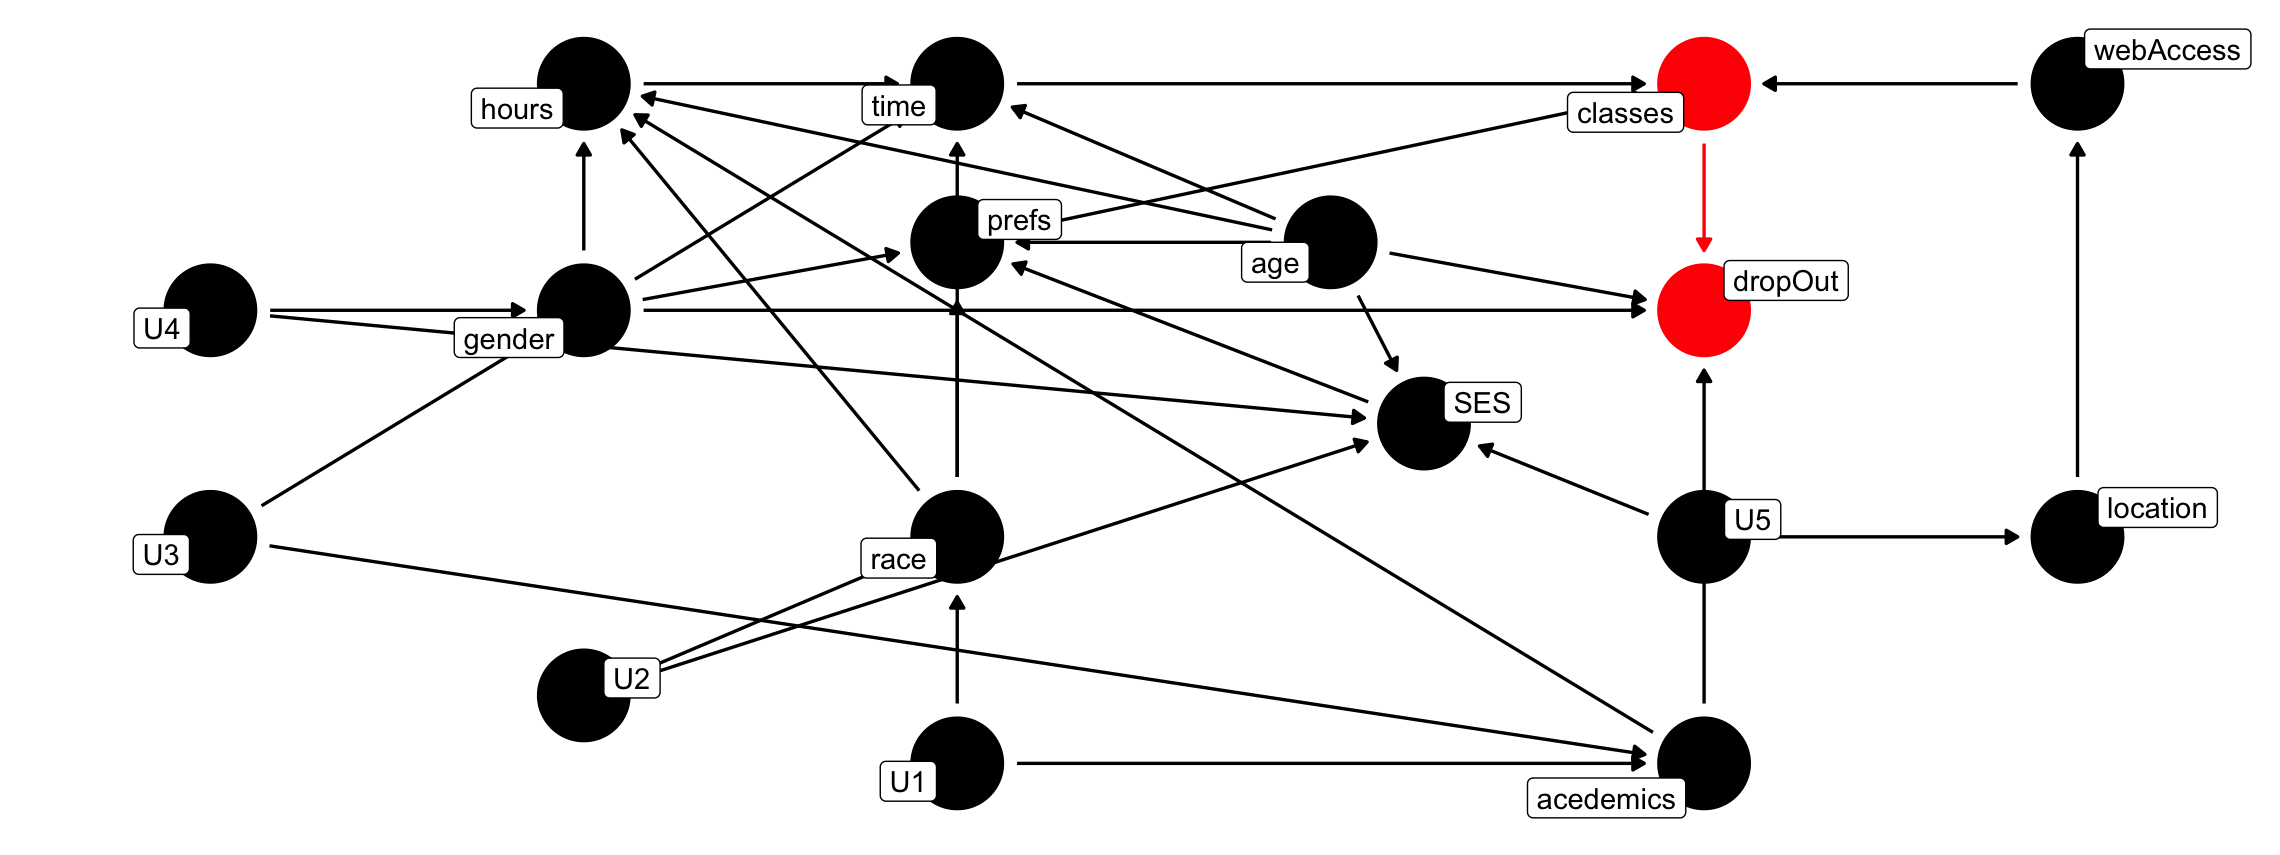 webAccess
hours
time
classes
prefs
age
dropOut
U4
gender
SES
U3
race
U5
location
U2
U1
acedemics